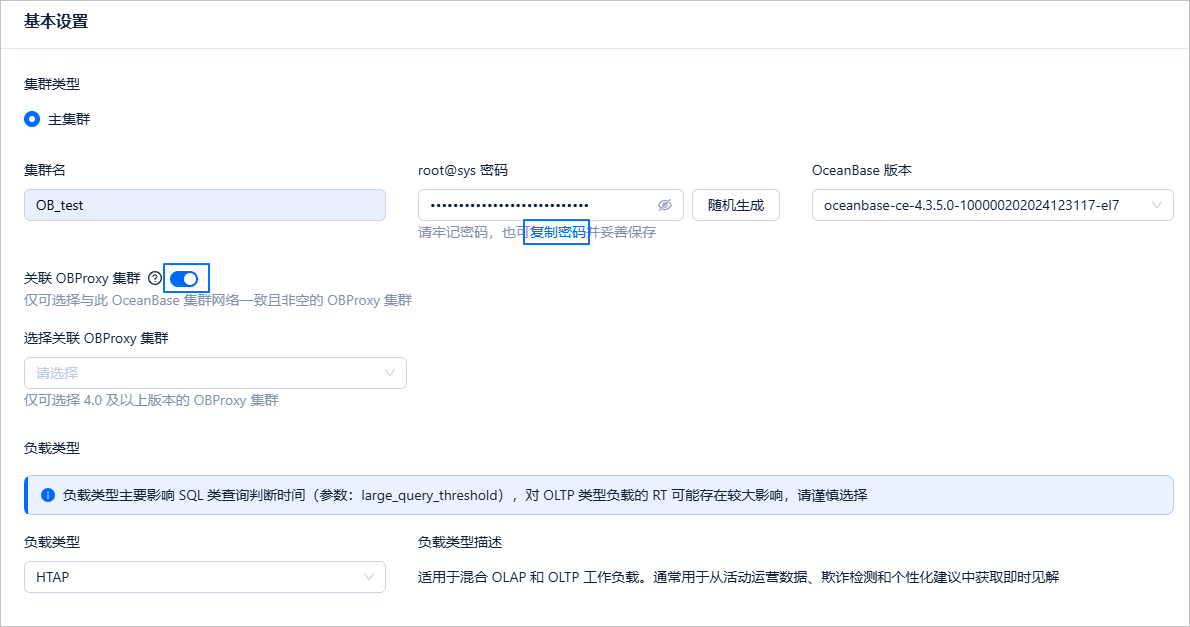 基本设置
集群类型
主集群
集群名
root@sys 密码
OceanBase 版本
OB_test
•••••••••••••••••••••••••••
随机生成
oceanbase-ce-4.3.5.0-100000202024123117-el7
请牢记密码，也可复制密码并妥善保存
关联 OBProxy 集群
仅可选择与此 OceanBase 集群网络一致且非空的 OBProxy 集群
选择关联 OBProxy 集群
请选择
仅可选择 4.0 及以上版本的 OBProxy 集群
负载类型
负载类型主要影响 SQL 类查询判断时间（参数：large_query_threshold），对 OLTP 类型负载的 RT 可能存在较大影响，请谨慎选择
负载类型
负载类型描述
HTAP
适用于混合 OLAP 和 OLTP 工作负载。通常用于从活动运营数据、欺诈检测和个性化建议中获取即时见解